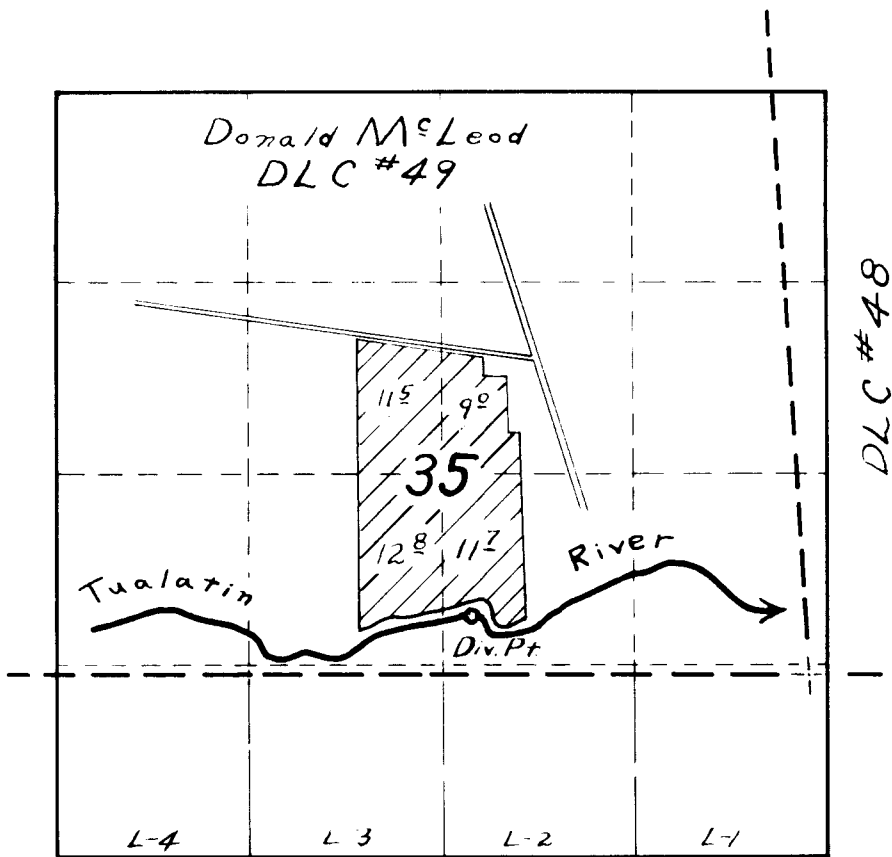 Donald McLeod
DLC #49
DLC #48
11 5
9 0
35
12 8
11 7
Tualatin
River
Div. Pt.
L-4
L-3
L-2
L-1